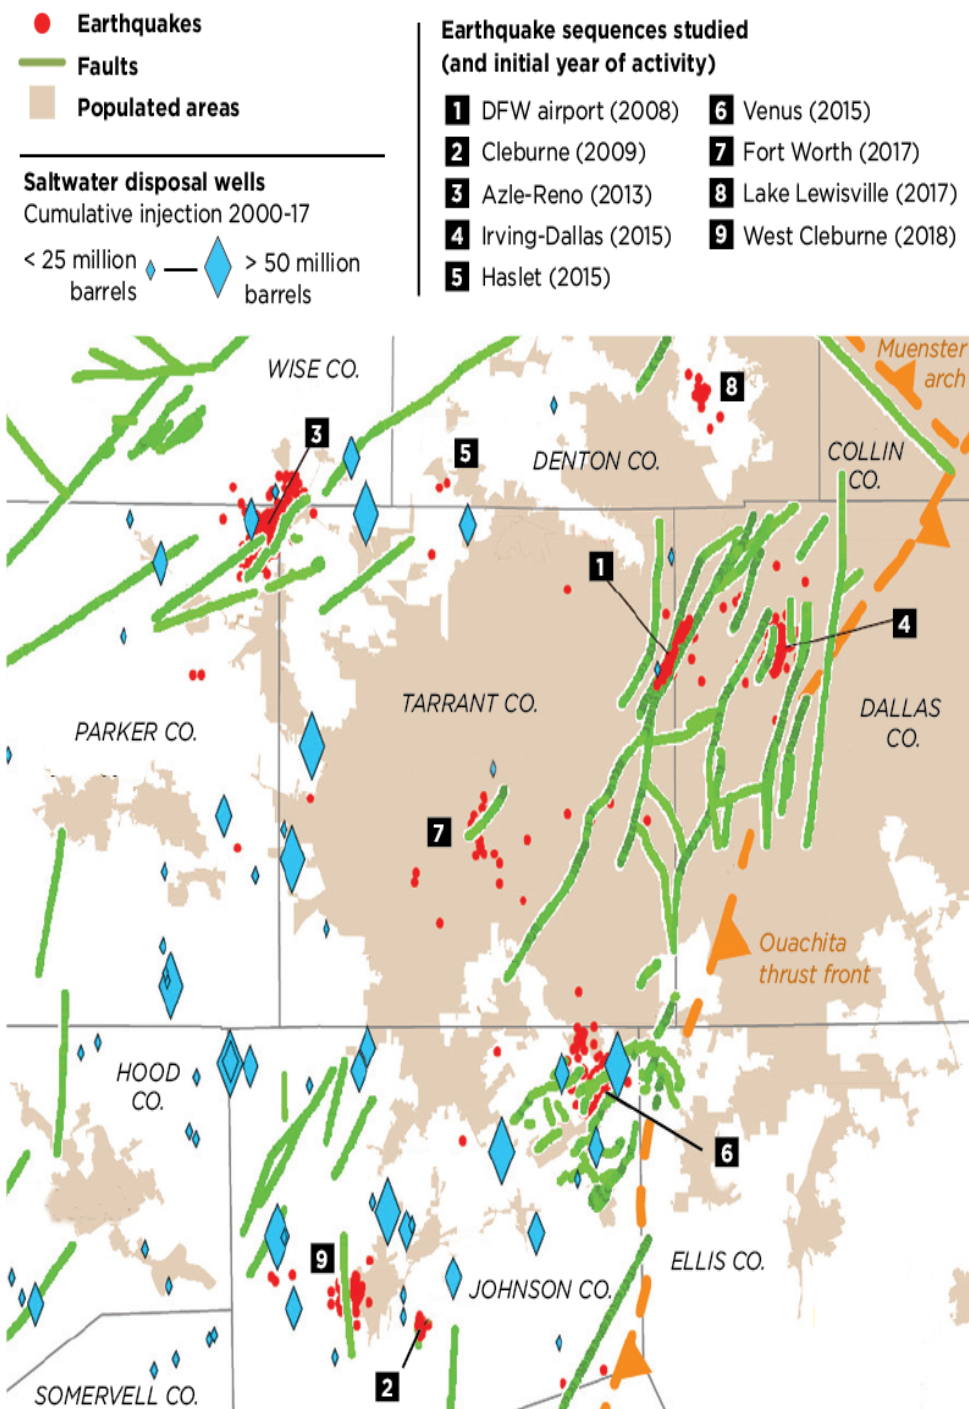 Earthquakes
Faults
Populated areas
Saltwater disposal wells
Cumulative injection 2000-17
< 25 million
barrels
> 50 million
barrels
Earthquake sequences studied
(and initial year of activity)
1 DFW airport (2008)
2 Cleburne (2009)
3 Azle-Reno (2013)
4 Irving-Dallas (2015)
5 Haslet (2015)
6 Venus (2015)
7 Fort Worth (2017)
8 Lake Lewisville (2017)
9 West Cleburne (2018)
Muenster
arch
WISE CO.
8
3
5
DENTON CO.
COLLIN
CO.
1
4
TARRANT CO.
PARKER CO.
DALLAS
CO.
7
Ouachita
thrust front
HOOD
CO.
6
9
ELLIS CO.
JOHNSON CO.
2
SOMERVELL CO.